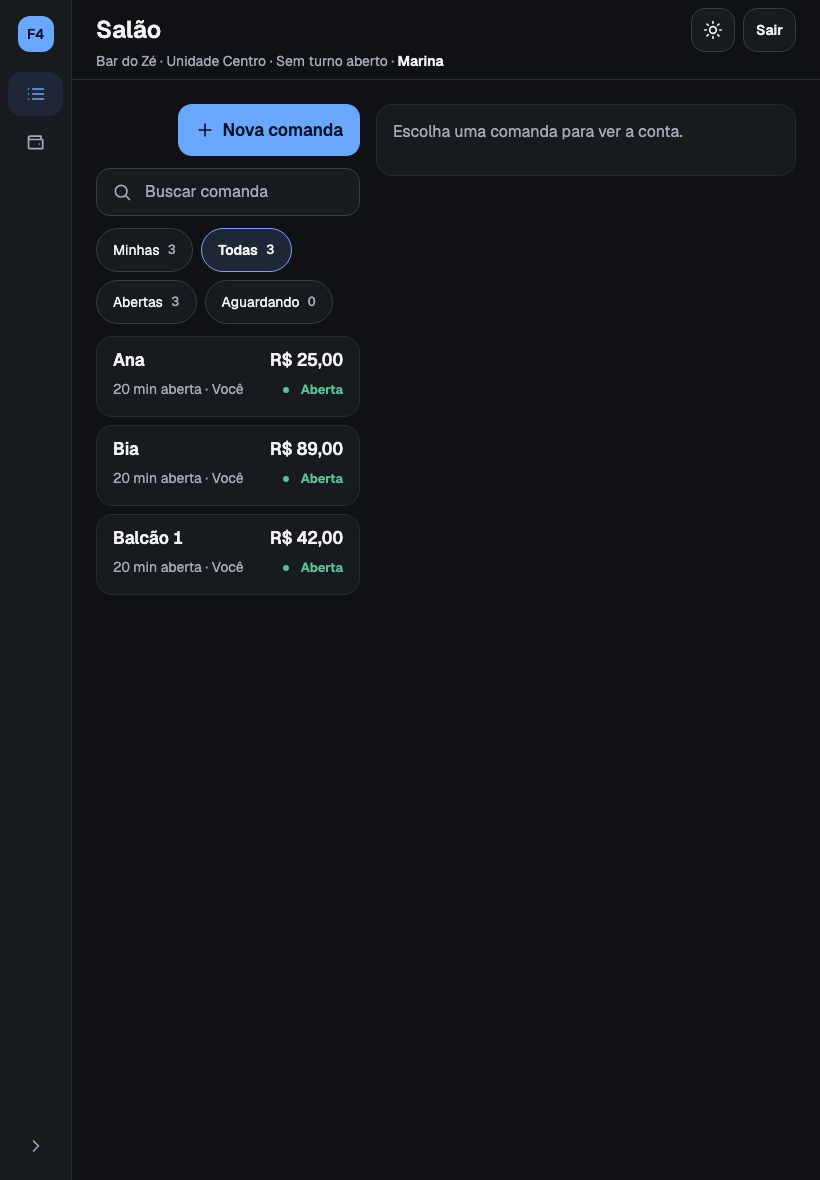 F4
Salão
Bar do Zé · Unidade Centro · Sem turno aberto · Marina
Sair
Nova comanda
Buscar comanda
Minhas 3
Todas 3
Abertas 3
Aguardando 0
Ana R$ 25,00
20 min aberta · Você Aberta
Bia R$ 89,00
20 min aberta · Você Aberta
Balcão 1 R$ 42,00
20 min aberta · Você Aberta
Escolha uma comanda para ver a conta.